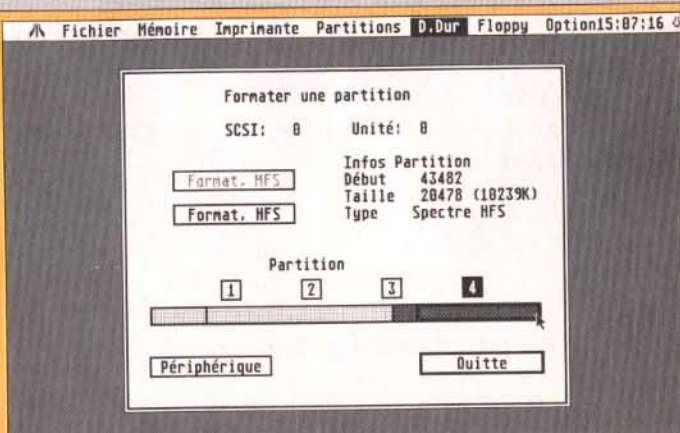 Fichier Mémoire Imprimante Partitions D.Dur Floppy Option15:07:16
Formater une partition
SCSI: 0 Unité: 0
Infos Partition
Format. MFS
Début 43482
Taille 20478 (10239K)
Format. HFS
Type Spectre HFS
Partition
1 2 3 4
Périphérique
Quitte